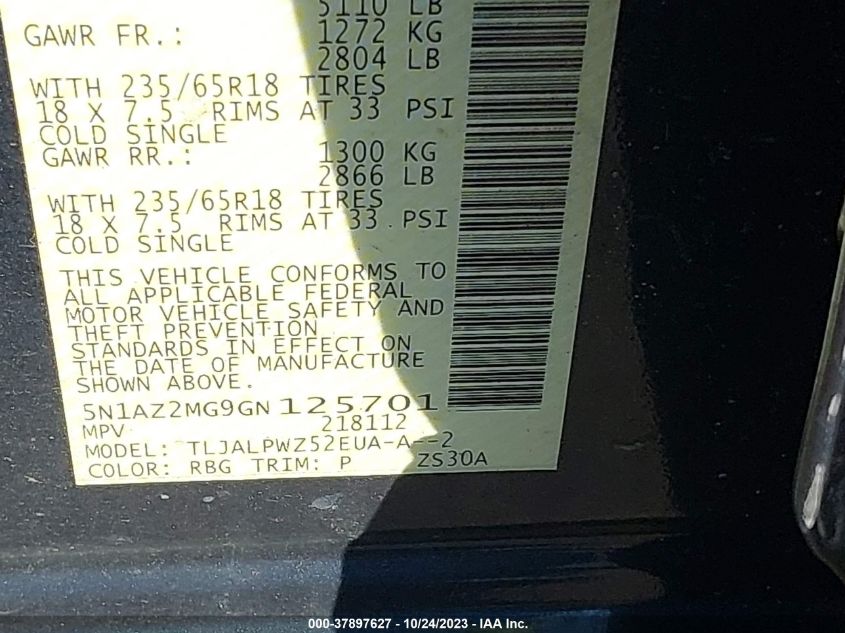 5110 LB
GAWR FR.: 1272 KG
2804 LB
WITH 235/65R18 TIRES
18 X 7.5 RIMS AT 33 PSI
COLD SINGLE
GAWR RR.: 1300 KG
2866 LB
WITH 235/65R18 TIRES
18 X 7.5 RIMS AT 33 PSI
COLD SINGLE
THIS VEHICLE CONFORMS TO
ALL APPLICABLE FEDERAL
MOTOR VEHICLE SAFETY AND
THEFT PREVENTION
STANDARDS IN EFFECT ON
THE DATE OF MANUFACTURE
SHOWN ABOVE.
5N1AZ2MG9GN125701
MPV 218112
MODEL: TLJALPWZ52EUA-A--2
COLOR: RBG TRIM: P ZS30A
000-37897627 - 10/24/2023 - IAA Inc.